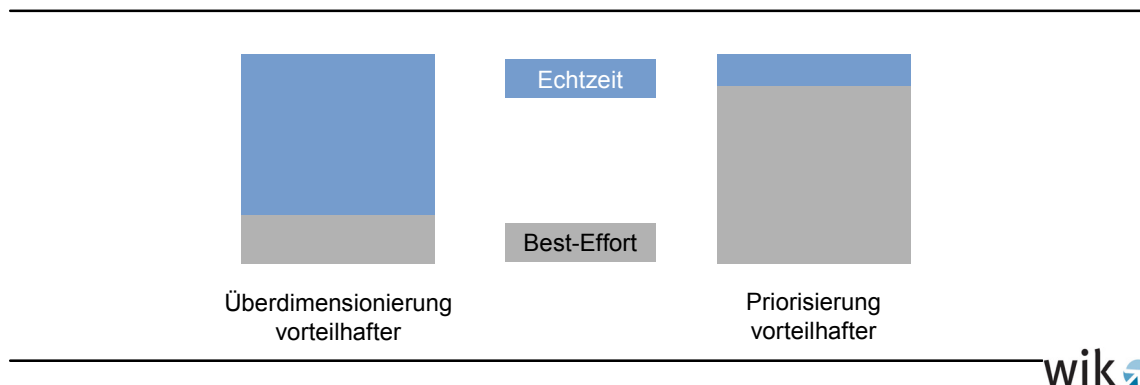 Echtzeit
Best-Effort
Überdimensionierung
vorteilhafter
Priorisierung
vorteilhafter
wik